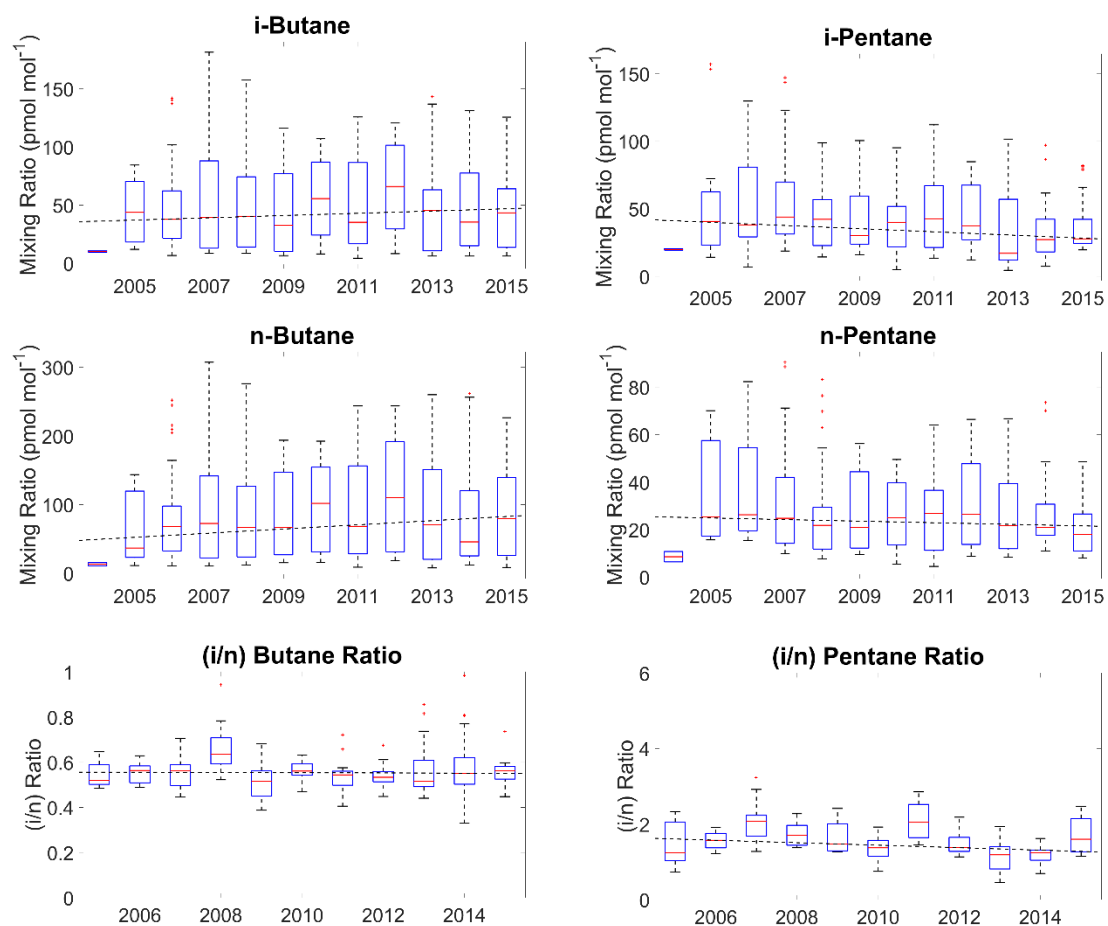 i-Butane
Mixing Ratio (pmol mol⁻¹)
150
100
50
0
2005 2007 2009 2011 2013 2015
i-Pentane
Mixing Ratio (pmol mol⁻¹)
150
100
50
0
2005 2007 2009 2011 2013 2015
n-Butane
Mixing Ratio (pmol mol⁻¹)
300
200
100
0
2005 2007 2009 2011 2013 2015
n-Pentane
Mixing Ratio (pmol mol⁻¹)
80
60
40
20
0
2005 2007 2009 2011 2013 2015
(i/n) Butane Ratio
(i/n) Ratio
1
0.8
0.6
0.4
0.2
0
2006 2008 2010 2012 2014
(i/n) Pentane Ratio
(i/n) Ratio
6
4
2
0
2006 2008 2010 2012 2014